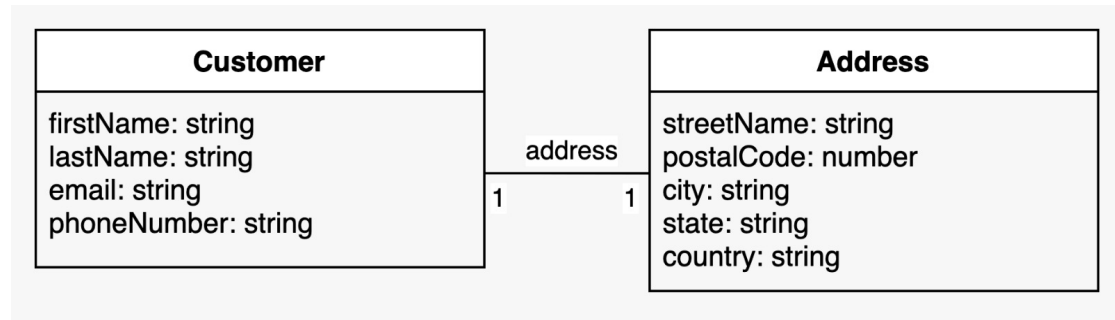 Customer
firstName: string
lastName: string
email: string
phoneNumber: string
address
1
1
Address
streetName: string
postalCode: number
city: string
state: string
country: string